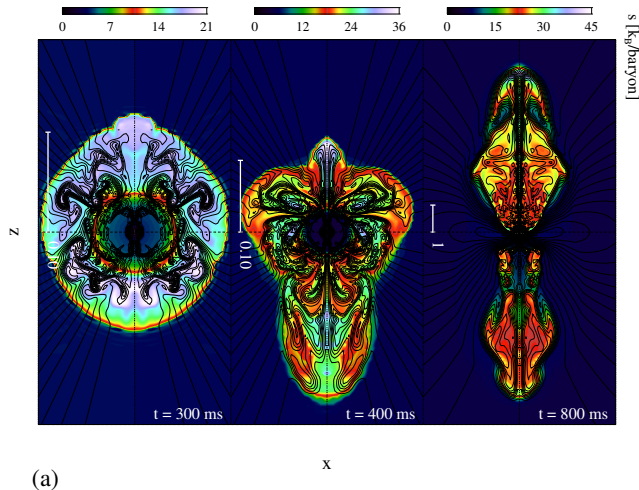 0 7 14 21
0 12 24 36
0 15 30 45
s [k_B/baryon]
z
0.10
0.10
1
t = 300 ms
t = 400 ms
t = 800 ms
x
(a)